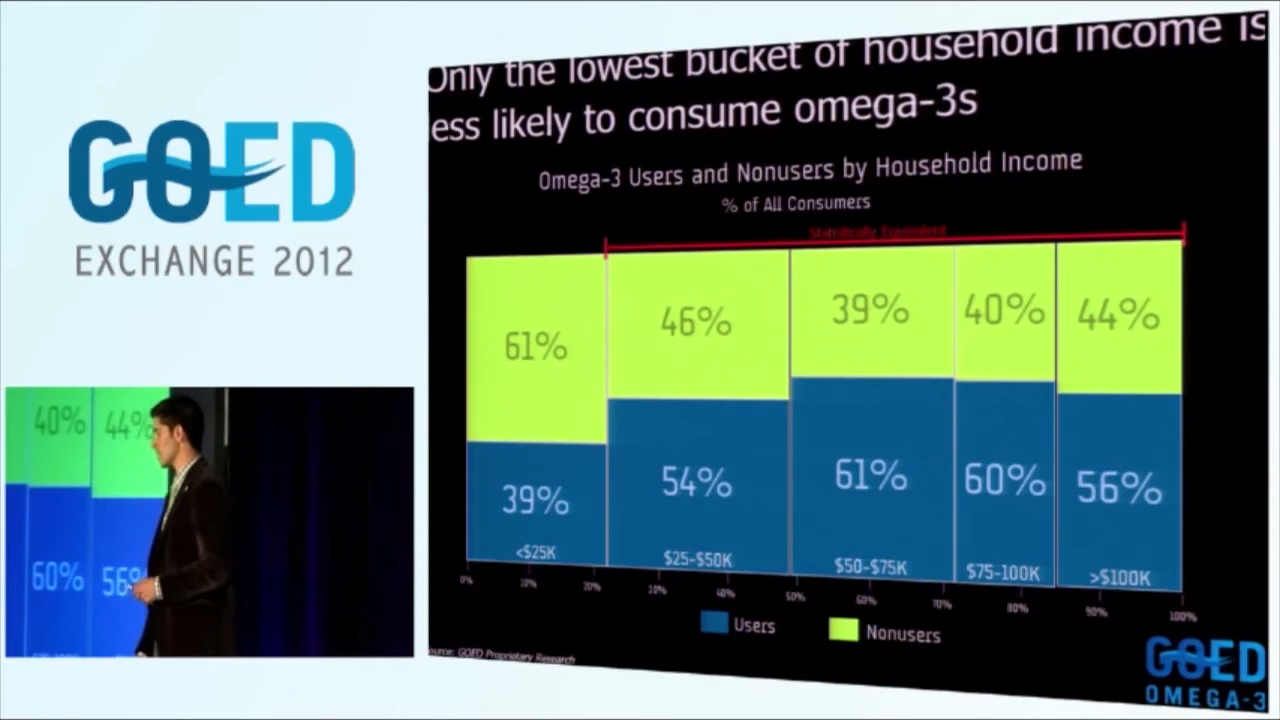 GOED
EXCHANGE 2012
Only the lowest bucket of household income is
ess likely to consume omega-3s
Omega-3 Users and Nonusers by Household Income
% of All Consumers
Statistically Equivalent
61% 46% 39% 40% 44%
39% 54% 61% 60% 56%
<$25K $25-$50K $50-$75K $75-100K >$100K
0% 10% 20% 30% 40% 50% 60% 70% 80% 90% 100%
Users Nonusers
ource: GOED Proprietary Research
GOED
OMEGA-3
40% 44%
60% 56%